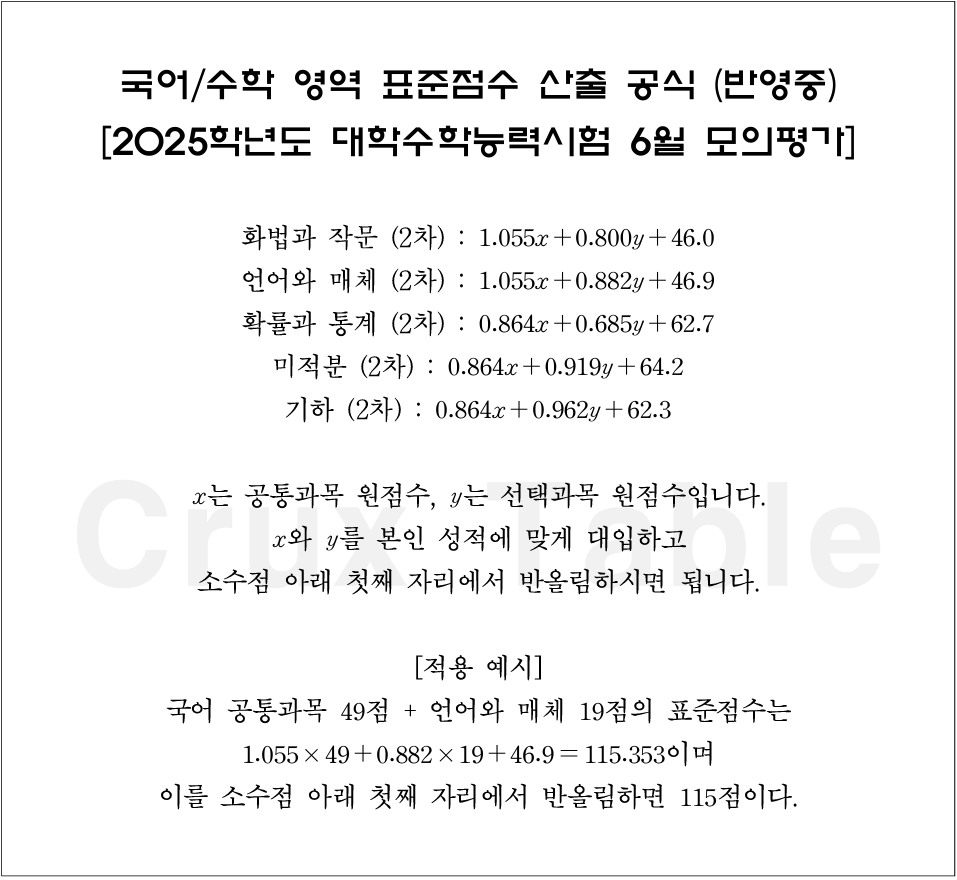 국어/수학 영역 표준점수 산출 공식 (반영중)
[2025학년도 대학수학능력시험 6월 모의평가]
화법과 작문 (2차) : 1.055x+0.800y+46.0
언어와 매체 (2차) : 1.055x+0.882y+46.9
확률과 통계 (2차) : 0.864x+0.685y+62.7
미적분 (2차) : 0.864x+0.919y+64.2
기하 (2차) : 0.864x+0.962y+62.3
Crux Table
x는 공통과목 원점수, y는 선택과목 원점수입니다.
x와 y를 본인 성적에 맞게 대입하고
소수점 아래 첫째 자리에서 반올림하시면 됩니다.
[적용 예시]
국어 공통과목 49점 + 언어와 매체 19점의 표준점수는
1.055×49+0.882×19+46.9=115.353이며
이를 소수점 아래 첫째 자리에서 반올림하면 115점이다.